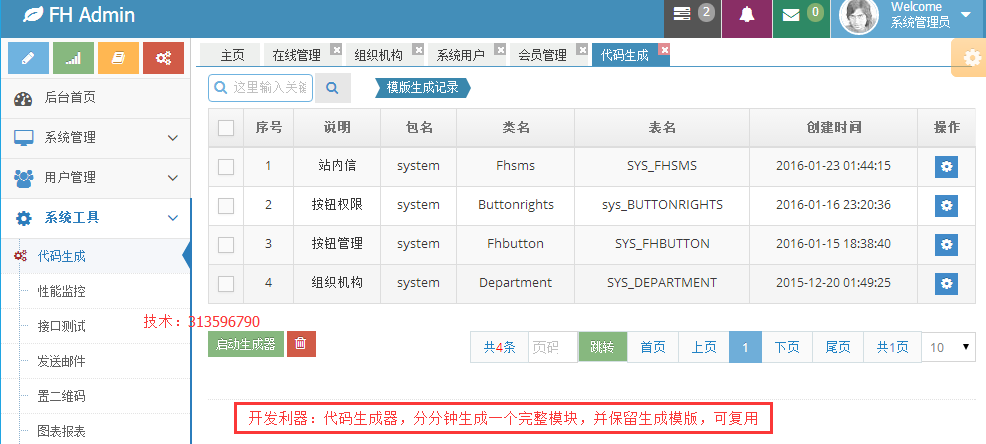 FH Admin
2
0
Welcome
系统管理员
主页
在线管理
组织机构
系统用户
会员管理
代码生成
后台首页
系统管理
用户管理
系统工具
代码生成
性能监控
接口测试
发送邮件
置二维码
图表报表
这里输入关键
模版生成记录
序号 说明 包名 类名 表名 创建时间 操作
1 站内信 system Fhsms SYS_FHSMS 2016-01-23 01:44:15
2 按钮权限 system Buttonrights sys_BUTTONRIGHTS 2016-01-16 23:20:36
3 按钮管理 system Fhbutton SYS_FHBUTTON 2016-01-15 18:38:40
4 组织机构 system Department SYS_DEPARTMENT 2015-12-20 01:49:25
技术：313596790
启动生成器
共4条 页码 跳转 首页 上页 1 下页 尾页 共1页 10
开发利器：代码生成器，分分钟生成一个完整模块，并保留生成模版，可复用